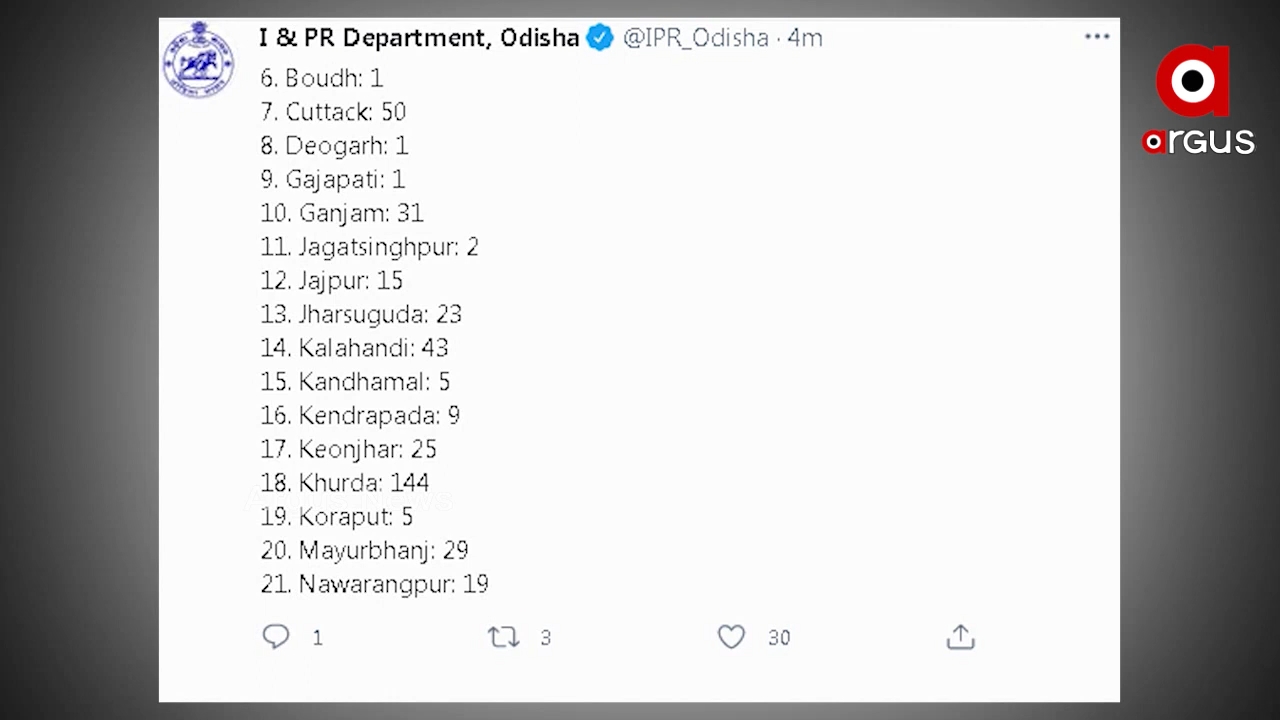 I & PR Department, Odisha @IPR_Odisha · 4m
6. Boudh: 1
7. Cuttack: 50
8. Deogarh: 1
9. Gajapati: 1
10. Ganjam: 31
11. Jagatsinghpur: 2
12. Jajpur: 15
13. Jharsuguda: 23
14. Kalahandi: 43
15. Kandhamal: 5
16. Kendrapada: 9
17. Keonjhar: 25
18. Khurda: 144
19. Koraput: 5
20. Mayurbhanj: 29
21. Nawarangpur: 19
1 3 30
argus